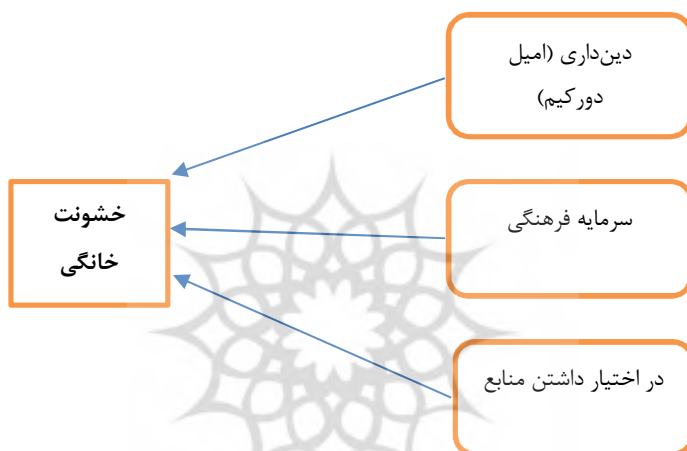 دین‌داری (امیل
دورکیم)
سرمایه فرهنگی
خشونت
خانگی
در اختیار داشتن منابع